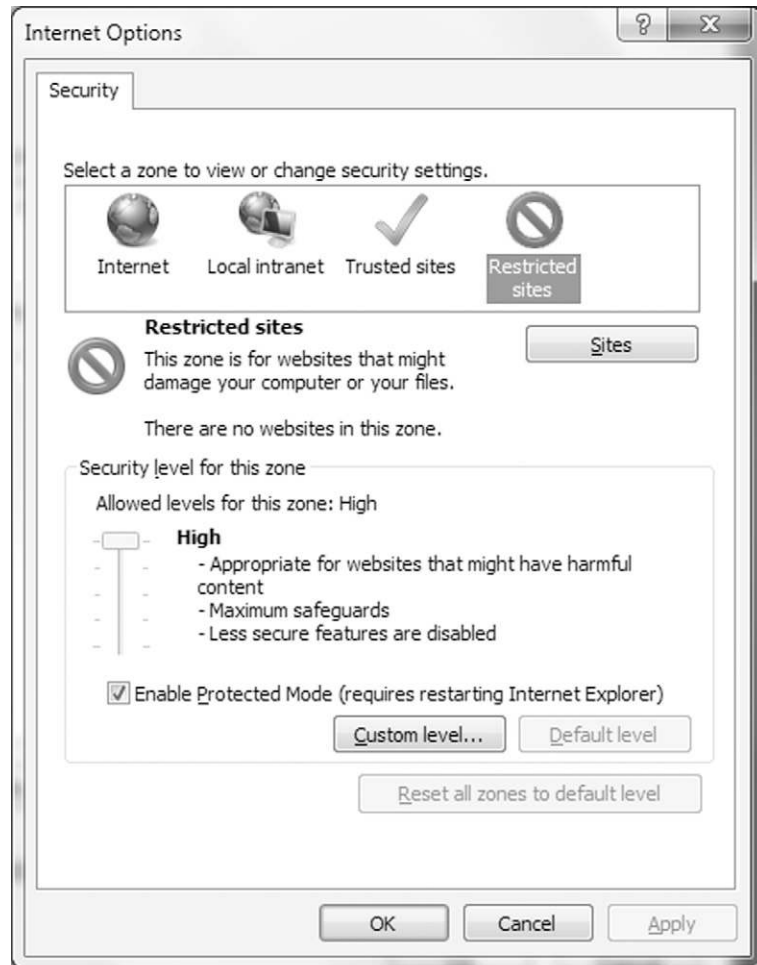 Internet Options
Security
Select a zone to view or change security settings.
Internet Local intranet Trusted sites Restricted
sites
Restricted sites
Sites
This zone is for websites that might
damage your computer or your files.
There are no websites in this zone.
Security level for this zone
Allowed levels for this zone: High
High
- Appropriate for websites that might have harmful
content
- Maximum safeguards
- Less secure features are disabled
Enable Protected Mode (requires restarting Internet Explorer)
Custom level... Default level
Reset all zones to default level
OK Cancel Apply